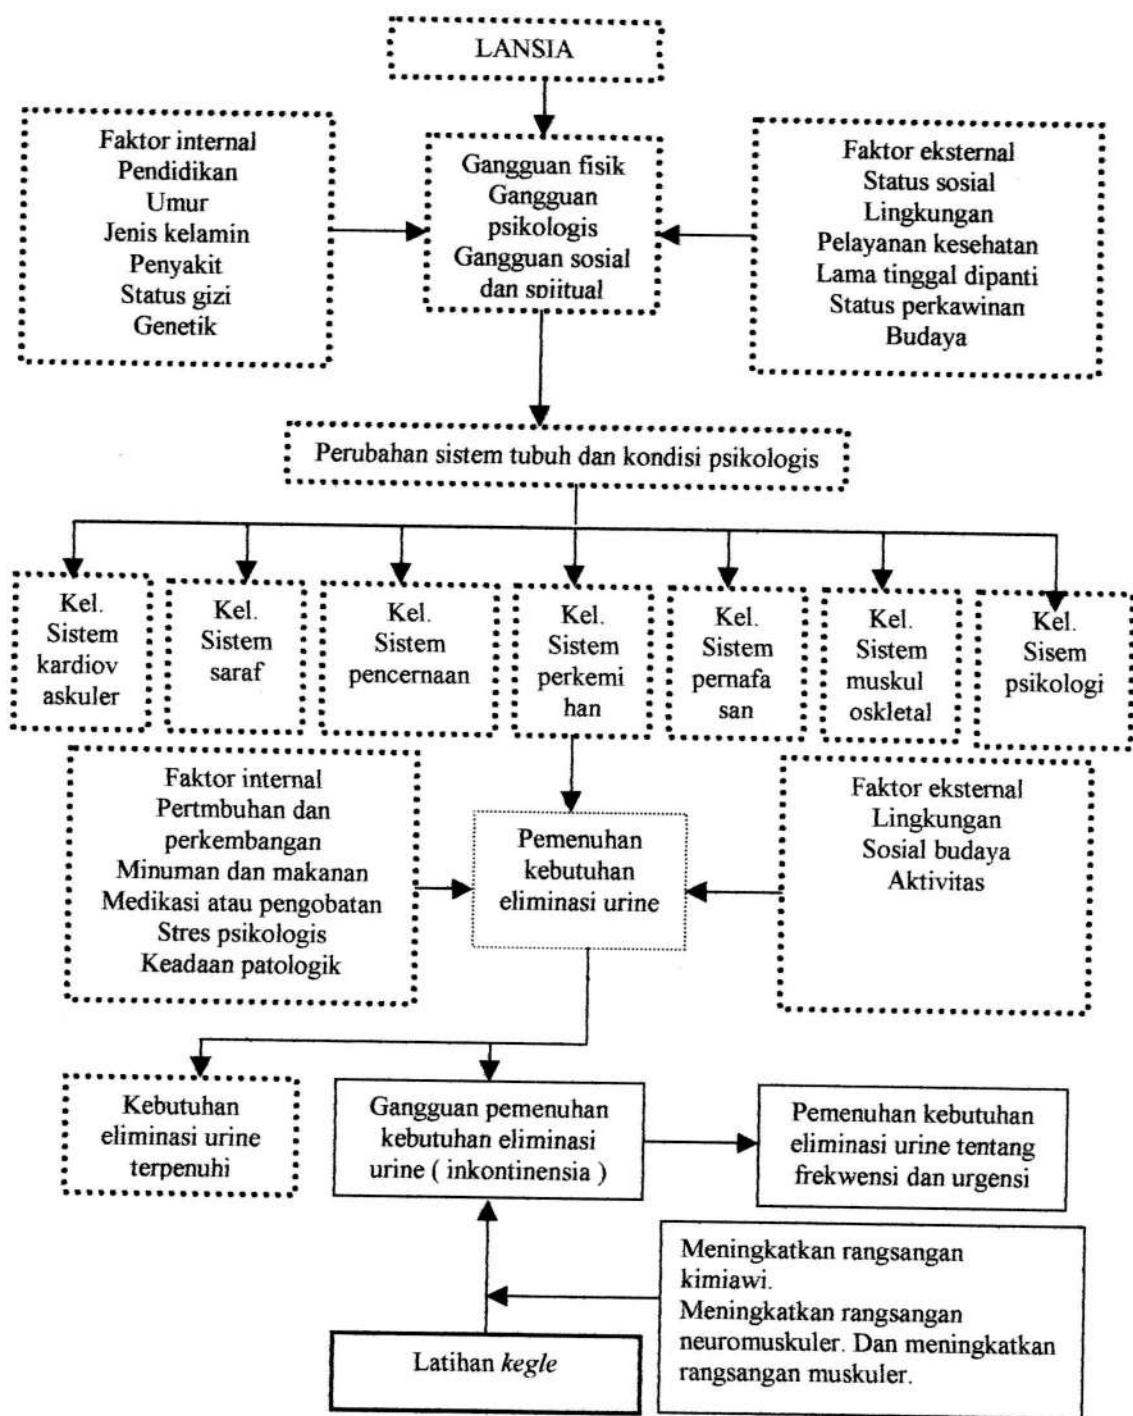 LANSIA
Faktor internal
Pendidikan
Umur
Jenis kelamin
Penyakit
Status gizi
Genetik
Gangguan fisik
Gangguan
psikologis
Gangguan sosial
dan spiitual
Faktor eksternal
Status sosial
Lingkungan
Pelayanan kesehatan
Lama tinggal dipanti
Status perkawinan
Budaya
Perubahan sistem tubuh dan kondisi psikologis
Kel.
Sistem
kardiov
askuler
Kel.
Sistem
saraf
Kel.
Sistem
pencernaan
Kel.
Sistem
perkemi
han
Kel.
Sistem
pernafa
san
Kel.
Sistem
muskul
oskletal
Kel.
Sisem
psikologi
Faktor internal
Pertmbuhan dan
perkembangan
Minuman dan makanan
Medikasi atau pengobatan
Stres psikologis
Keadaan patologik
Pemenuhan
kebutuhan
eliminasi urine
Faktor eksternal
Lingkungan
Sosial budaya
Aktivitas
Kebutuhan
eliminasi urine
terpenuhi
Gangguan pemenuhan
kebutuhan eliminasi
urine ( inkontinensia )
Pemenuhan kebutuhan
eliminasi urine tentang
frekwensi dan urgensi
Meningkatkan rangsangan
kimiawi.
Meningkatkan rangsangan
neuromuskuler. Dan meningkatkan
rangsangan muskuler.
Latihan kegle